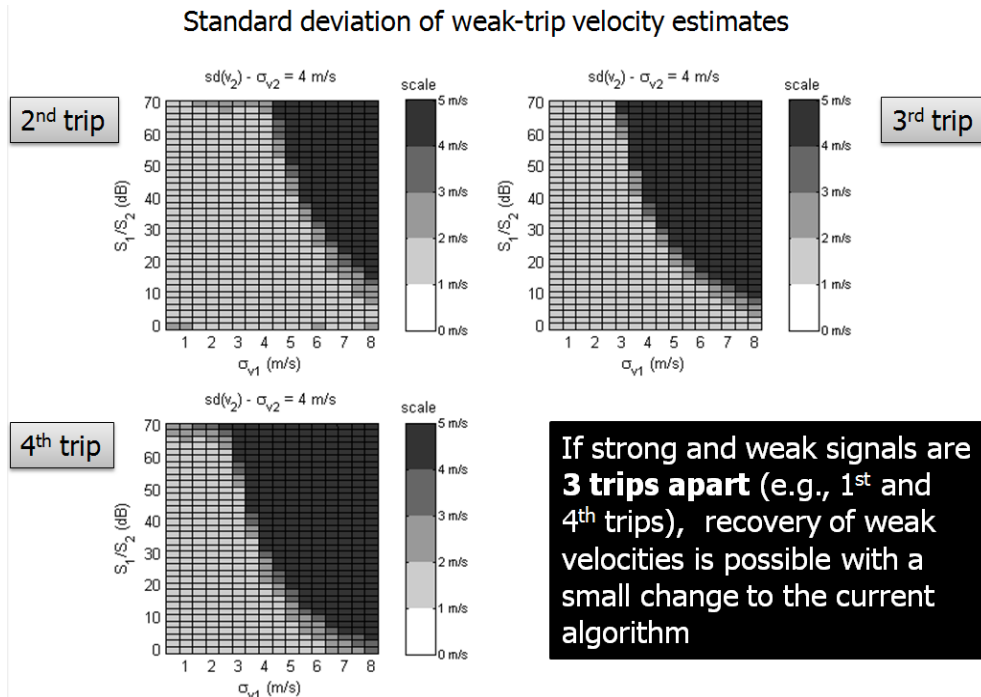 Standard deviation of weak-trip velocity estimates
2nd trip
sd(v2) - σv2 = 4 m/s
scale
S1/S2 (dB)
70
60
50
40
30
20
10
0
1 2 3 4 5 6 7 8
σv1 (m/s)
5 m/s
4 m/s
3 m/s
2 m/s
1 m/s
0 m/s
3rd trip
sd(v2) - σv2 = 4 m/s
scale
S1/S2 (dB)
70
60
50
40
30
20
10
0
1 2 3 4 5 6 7 8
σv1 (m/s)
5 m/s
4 m/s
3 m/s
2 m/s
1 m/s
0 m/s
4th trip
sd(v2) - σv2 = 4 m/s
scale
S1/S2 (dB)
70
60
50
40
30
20
10
0
1 2 3 4 5 6 7 8
σv1 (m/s)
5 m/s
4 m/s
3 m/s
2 m/s
1 m/s
0 m/s
If strong and weak signals are
3 trips apart (e.g., 1st and
4th trips), recovery of weak
velocities is possible with a
small change to the current
algorithm